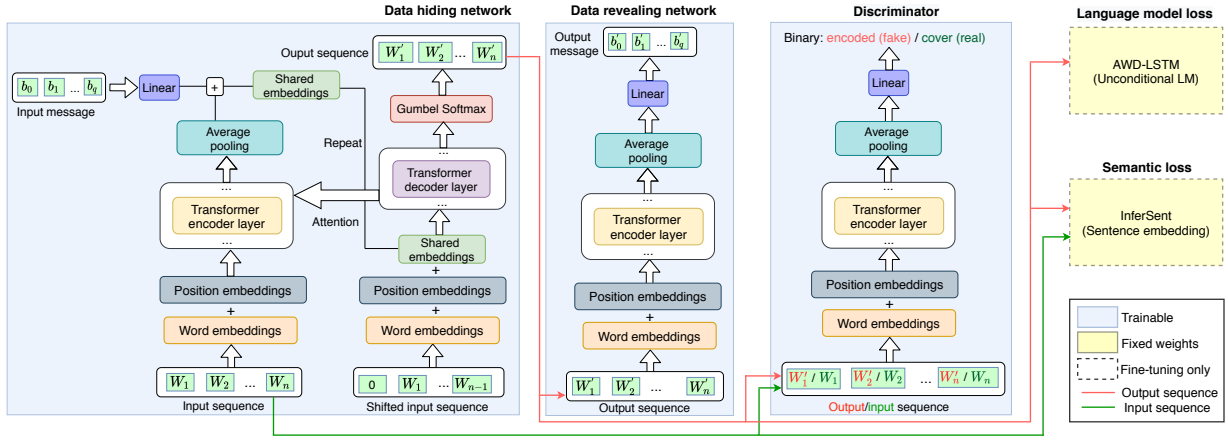 Data hiding network
Ouput sequence
W'1 W'2 ... W'n
b0 b1 ... bq
Input message
Linear
+
Shared
embeddings
Gumbel Softmax
Average
pooling
Repeat
...
Transformer
encoder layer
...
Attention
...
Transformer
decoder layer
...
Shared
embeddings
+
Position embeddings
+
Word embeddings
W1 W2 ... Wn
Input sequence
Position embeddings
+
Word embeddings
0 W1 ... Wn−1
Shifted input sequence
Data revealing network
Output
message
b'0 b'1 ... b'q
Linear
Average
pooling
...
Transformer
encoder layer
...
Position embeddings
+
Word embeddings
W'1 W'2 ... W'n
Output sequence
Discriminator
Binary: encoded (fake) / cover (real)
Linear
Average
pooling
...
Transformer
encoder layer
...
Position embeddings
+
Word embeddings
W'1 / W1 W'2 / W2 ... W'n / Wn
Output/input sequence
Language model loss
AWD-LSTM
(Unconditional LM)
Semantic loss
InferSent
(Sentence embedding)
Trainable
Fixed weights
Fine-tuning only
Output sequence
Input sequence